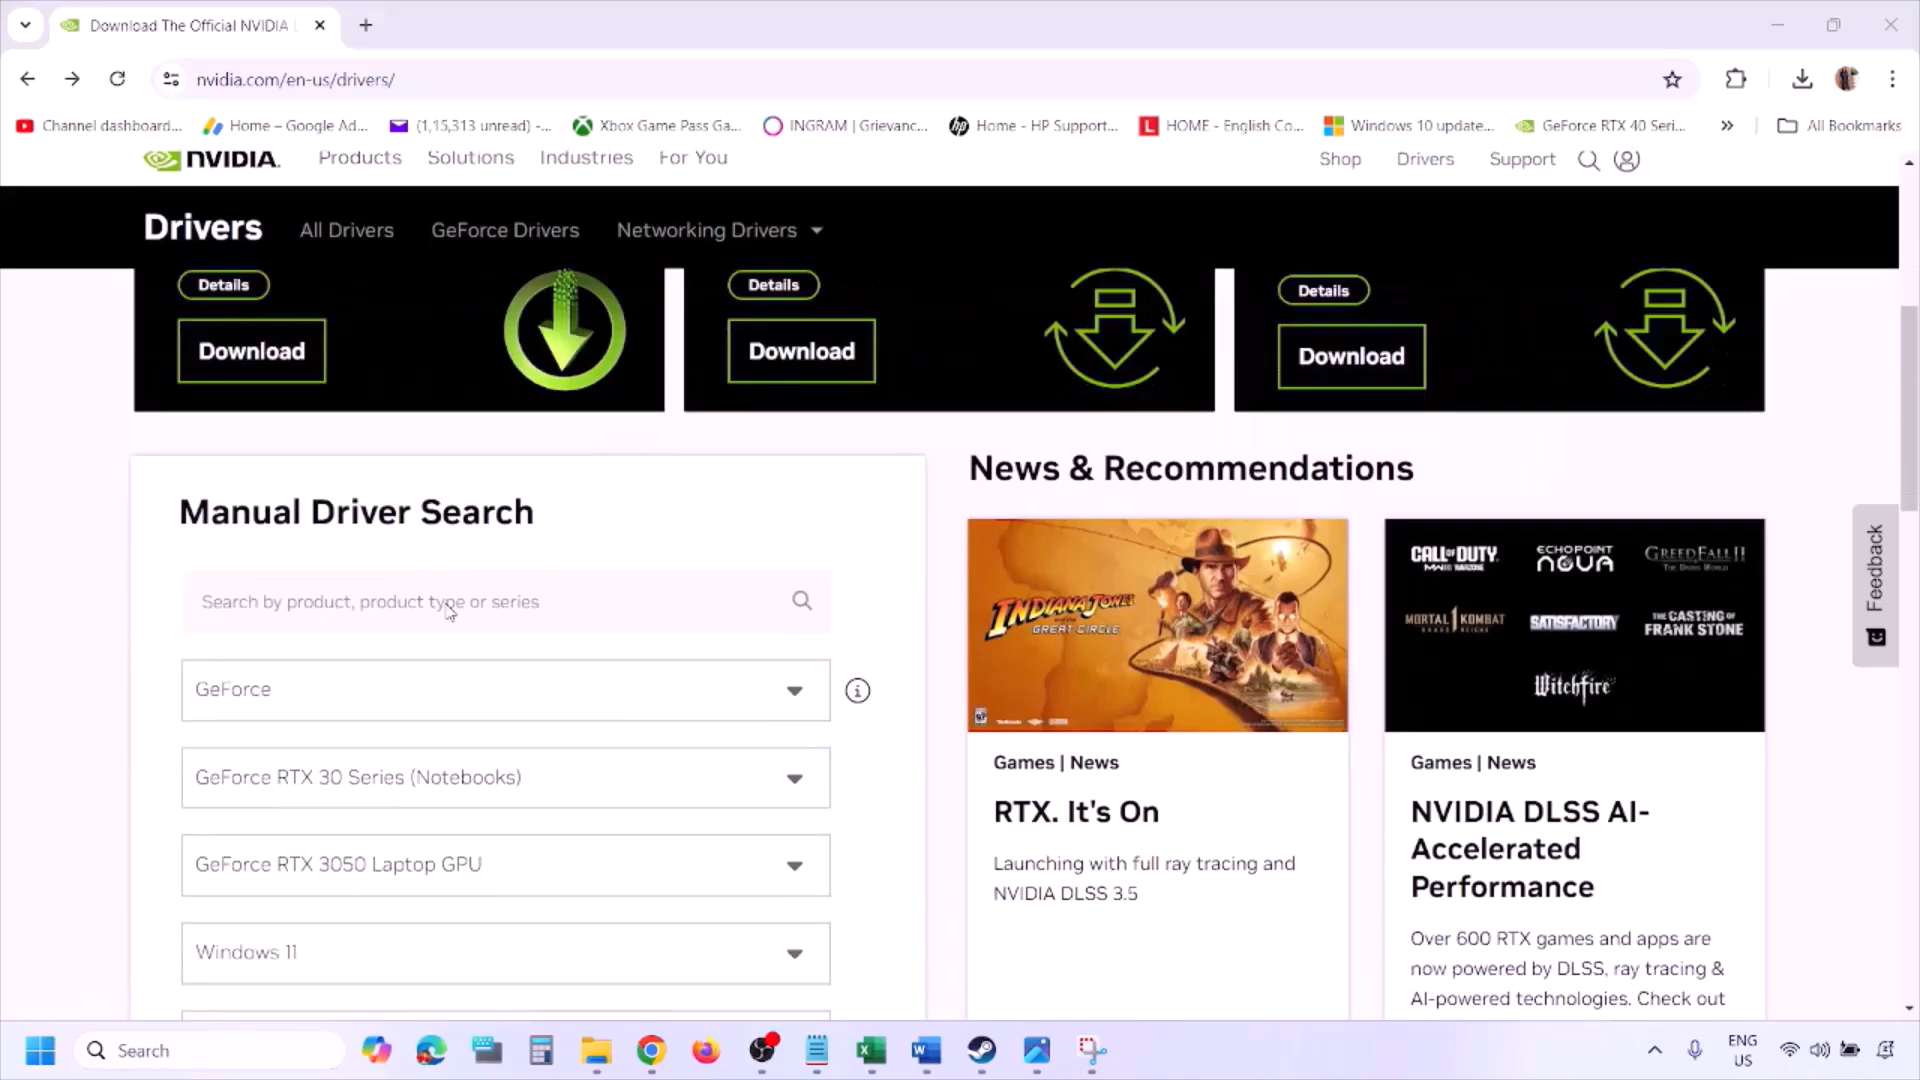 Download The Official NVIDIA
nvidia.com/en-us/drivers/
Channel dashboard...
Home – Google Ad...
(1,15,313 unread) -...
Xbox Game Pass Ga...
INGRAM | Grievanc...
Home - HP Support...
HOME - English Co...
Windows 10 update...
GeForce RTX 40 Seri...
All Bookmarks
NVIDIA.
Products
Solutions
Industries
For You
Shop
Drivers
Support
Drivers
All Drivers
GeForce Drivers
Networking Drivers
Details
Download
Details
Download
Details
Download
Manual Driver Search
Search by product, product type or series
GeForce
GeForce RTX 30 Series (Notebooks)
GeForce RTX 3050 Laptop GPU
Windows 11
News & Recommendations
INDIANA JONES
GREAT CIRCLE
Games | News
RTX. It's On
Launching with full ray tracing and
NVIDIA DLSS 3.5
CALL OF DUTY.
ECHOPOINT
NOVA
GREEDFALL II
MORTAL KOMBAT
SATISFACTORY
THE CASTING OF
FRANK STONE
Witchfire
Games | News
NVIDIA DLSS AI-
Accelerated
Performance
Over 600 RTX games and apps are
now powered by DLSS, ray tracing &
AI-powered technologies. Check out
Feedback
Search
ENG
US